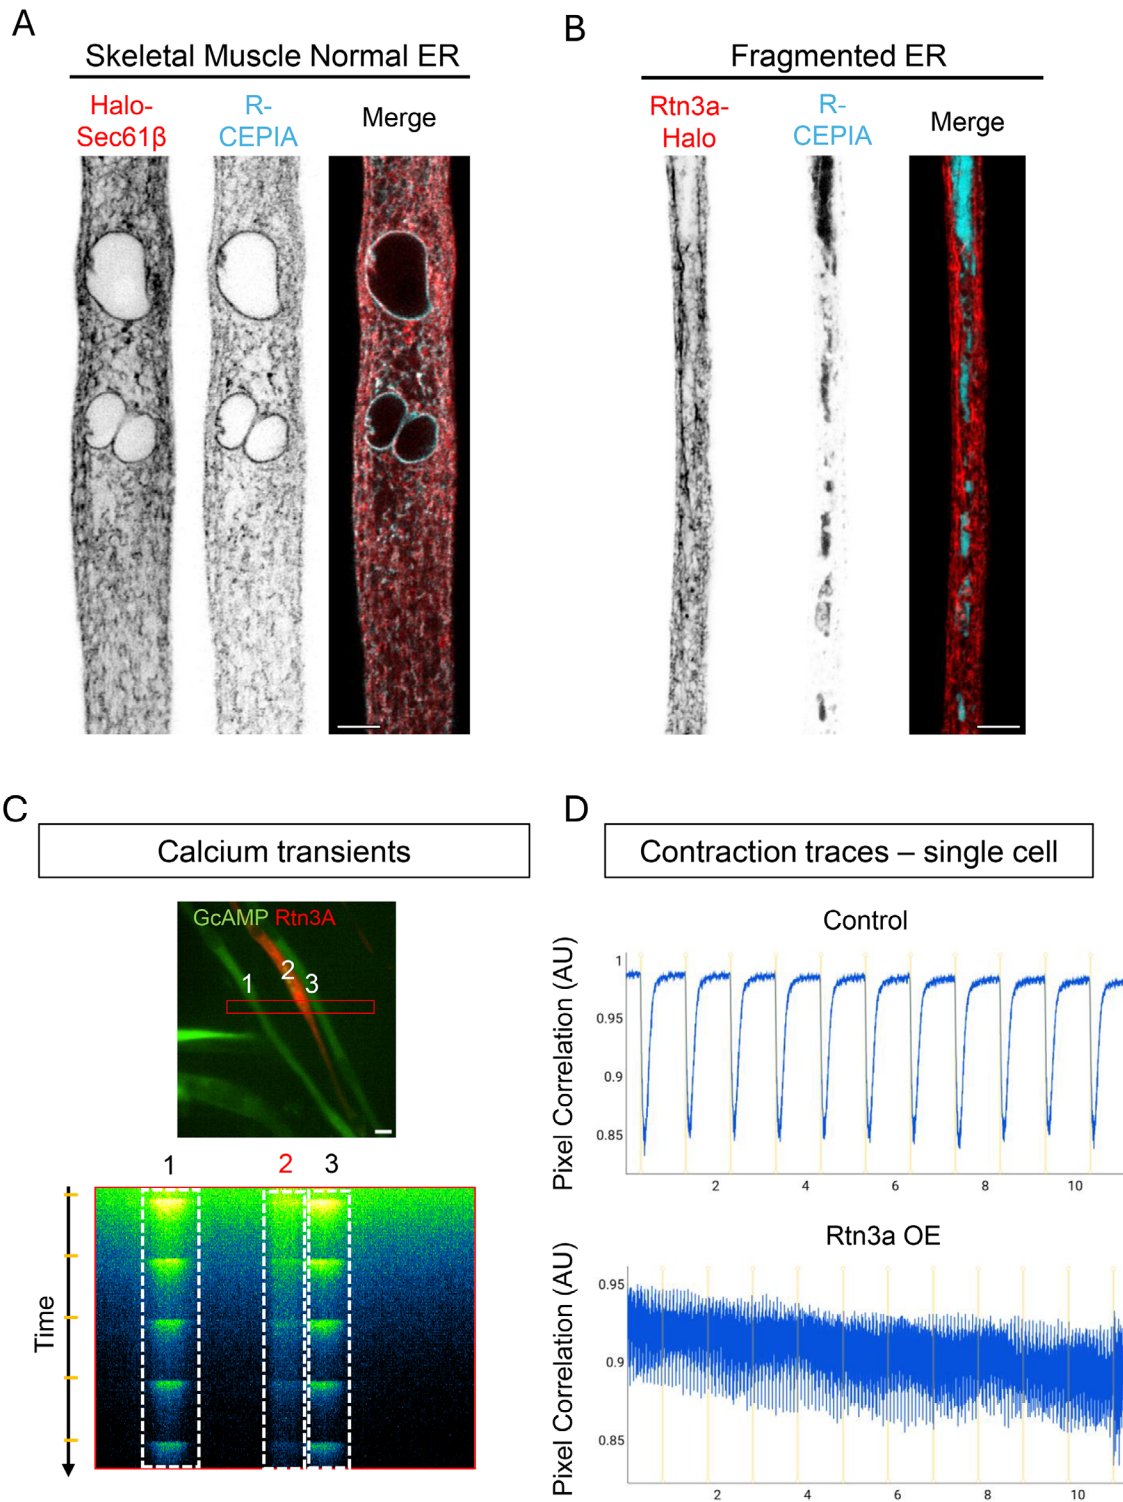 A
Skeletal Muscle Normal ER
Halo-
Sec61β
R-
CEPIA
Merge
B
Fragmented ER
Rtn3a-
Halo
R-
CEPIA
Merge
C
Calcium transients
GcAMP Rtn3A
1
2
3
1
2
3
Time
D
Contraction traces – single cell
Control
Pixel Correlation (AU)
1
0.95
0.9
0.85
2
4
6
8
10
Rtn3a OE
Pixel Correlation (AU)
0.95
0.9
0.85
2
4
6
8
10